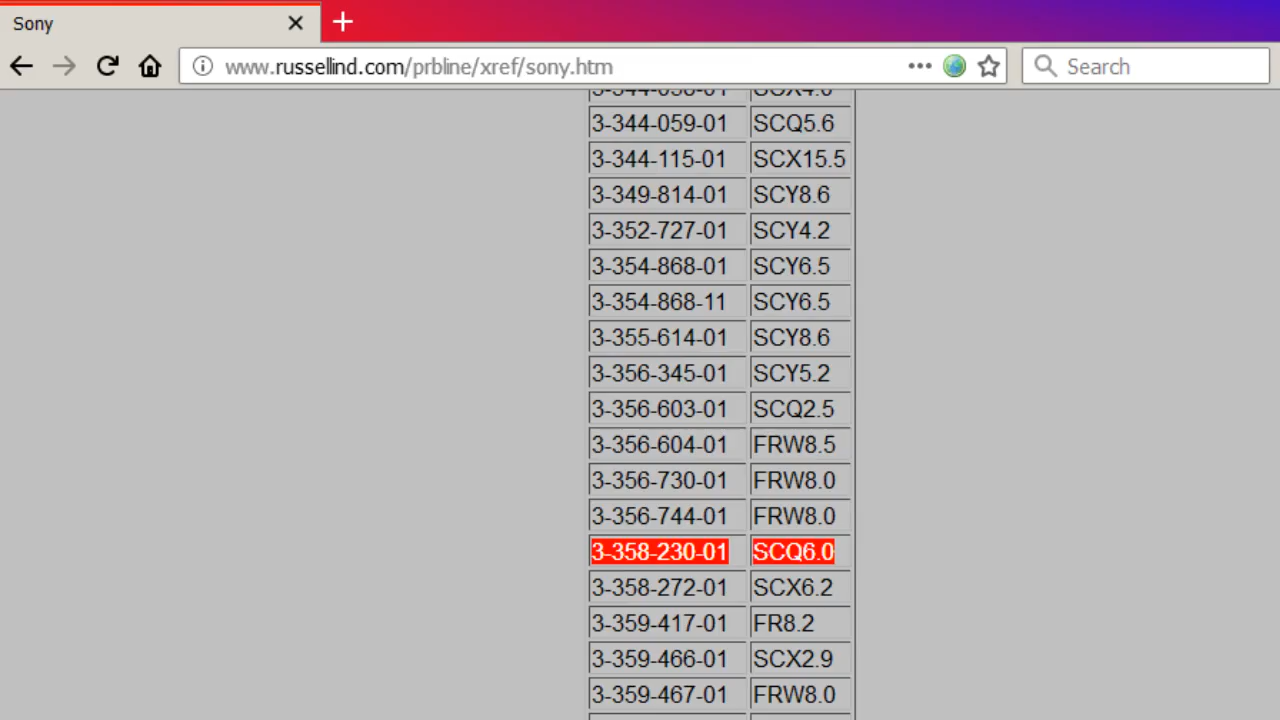 Sony
www.russellind.com/prbline/xref/sony.htm
Search
3-344-059-01 SCQ5.6
3-344-115-01 SCX15.5
3-349-814-01 SCY8.6
3-352-727-01 SCY4.2
3-354-868-01 SCY6.5
3-354-868-11 SCY6.5
3-355-614-01 SCY8.6
3-356-345-01 SCY5.2
3-356-603-01 SCQ2.5
3-356-604-01 FRW8.5
3-356-730-01 FRW8.0
3-356-744-01 FRW8.0
3-358-230-01 SCQ6.0
3-358-272-01 SCX6.2
3-359-417-01 FR8.2
3-359-466-01 SCX2.9
3-359-467-01 FRW8.0